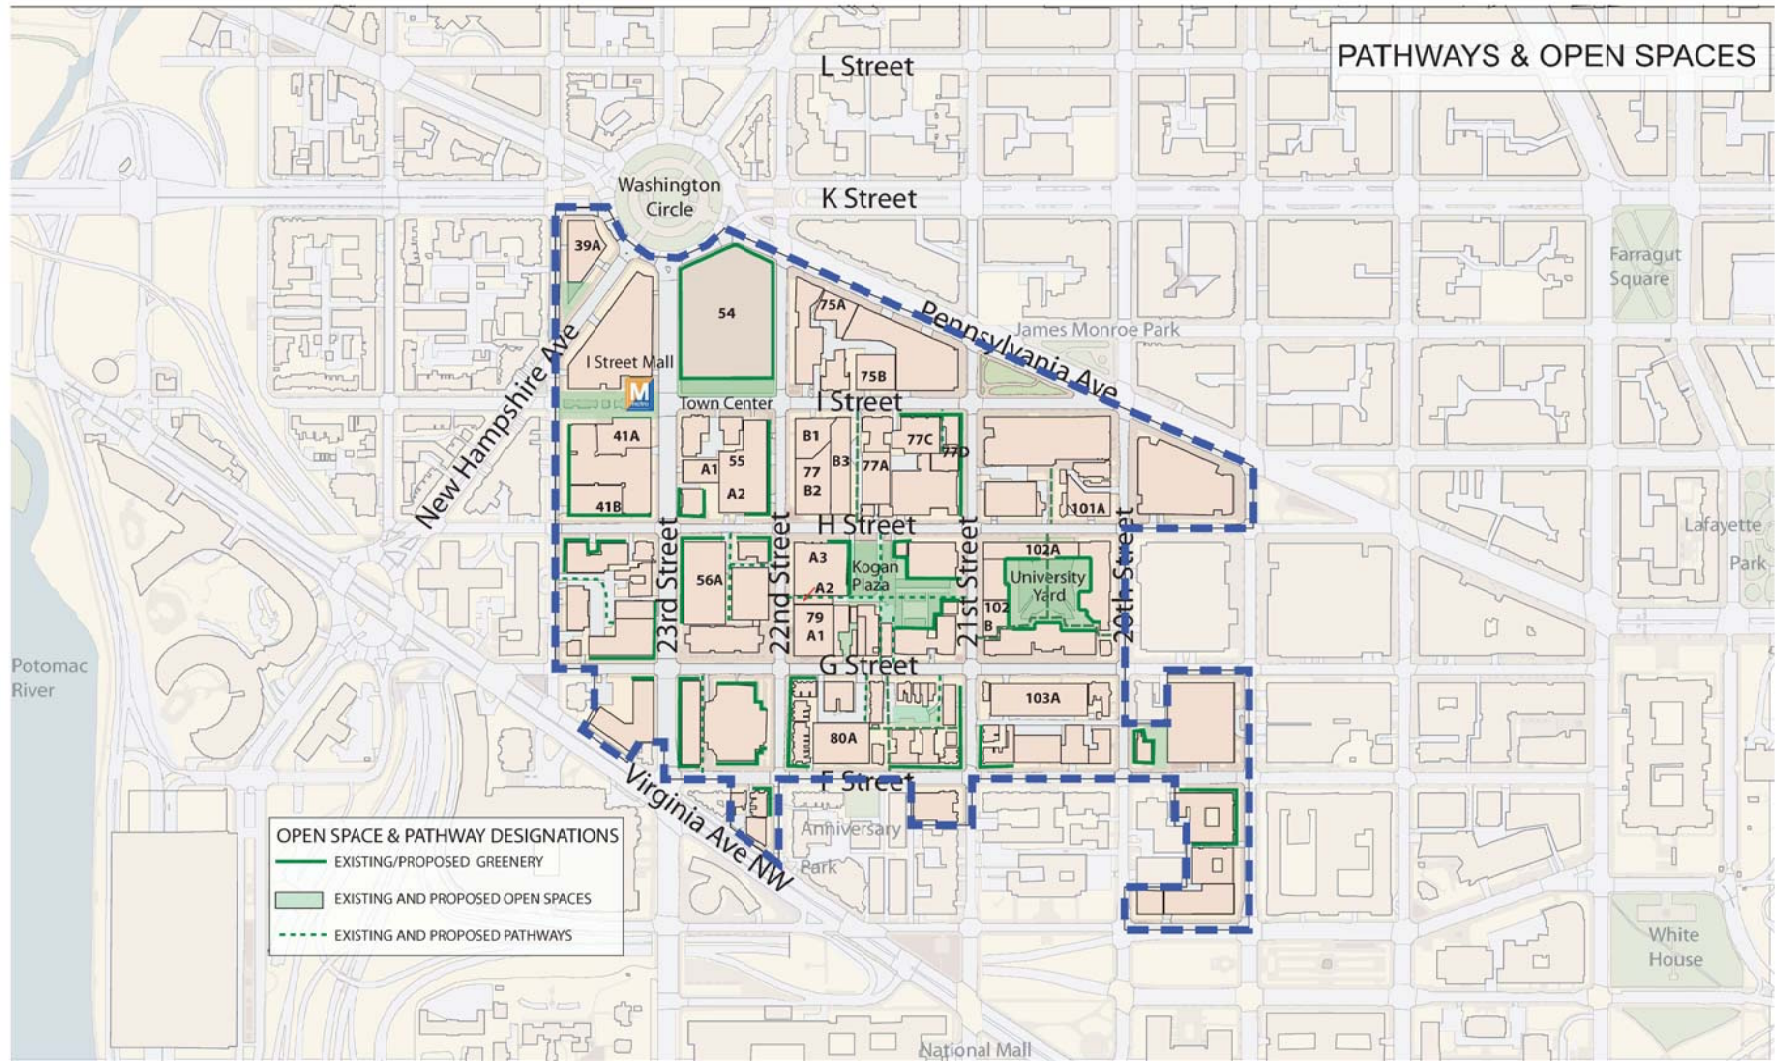 PATHWAYS & OPEN SPACES
L Street
Washington
Circle
K Street
39A
Farragut
Square
54
75A
Pennsylvania Ave
James Monroe Park
New Hampshire Ave
I Street Mall
M
75B
Town Center
I Street
41A
B1
77C
77D
A1
55
B3
77A
77
A2
B2
41B
101A
H Street
23rd Street
22nd Street
21st Street
20th Street
Lafayette
Park
A3
102A
56A
Kogan
Plaza
University
Yard
A2
102
B
79
A1
G Street
Potomac
River
103A
80A
F Street
Virginia Ave NW
Anniversary
Park
OPEN SPACE & PATHWAY DESIGNATIONS
EXISTING/PROPOSED GREENERY
EXISTING AND PROPOSED OPEN SPACES
EXISTING AND PROPOSED PATHWAYS
White
House
National Mall